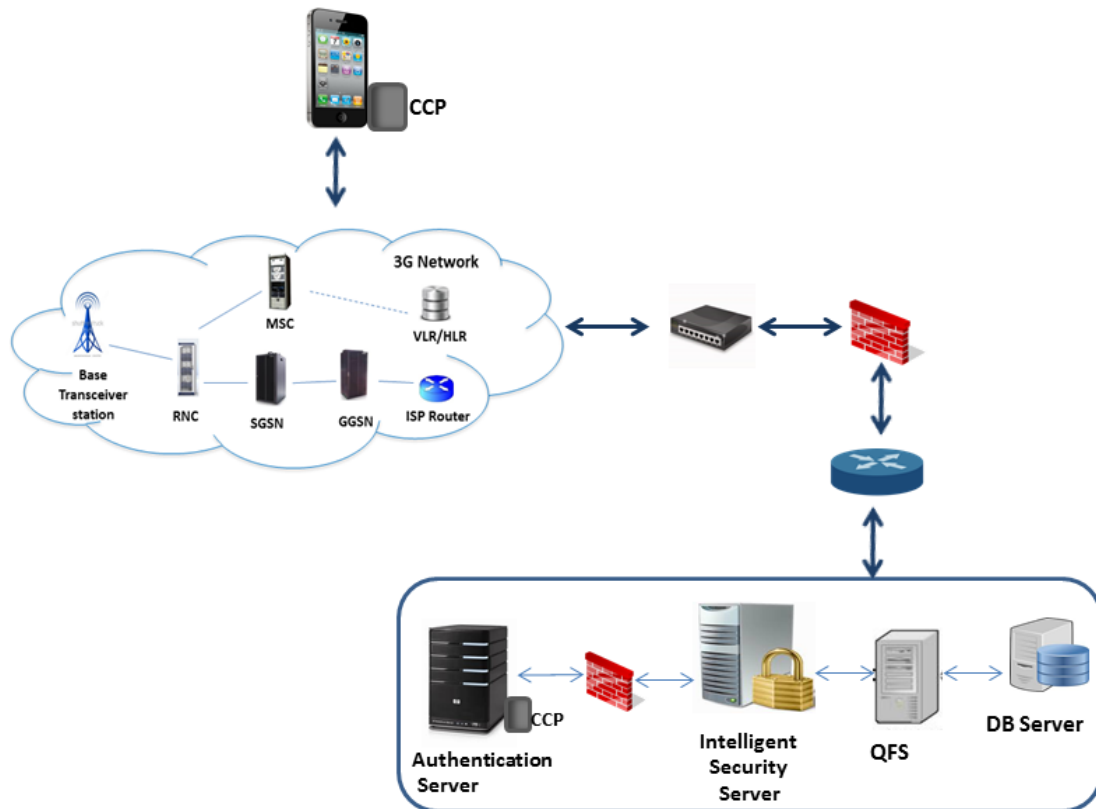 CCP
3G Network
MSC
VLR/HLR
Base
Transceiver
station
RNC
SGSN
GGSN
ISP Router
CCP
Authentication
Server
Intelligent
Security
Server
QFS
DB Server